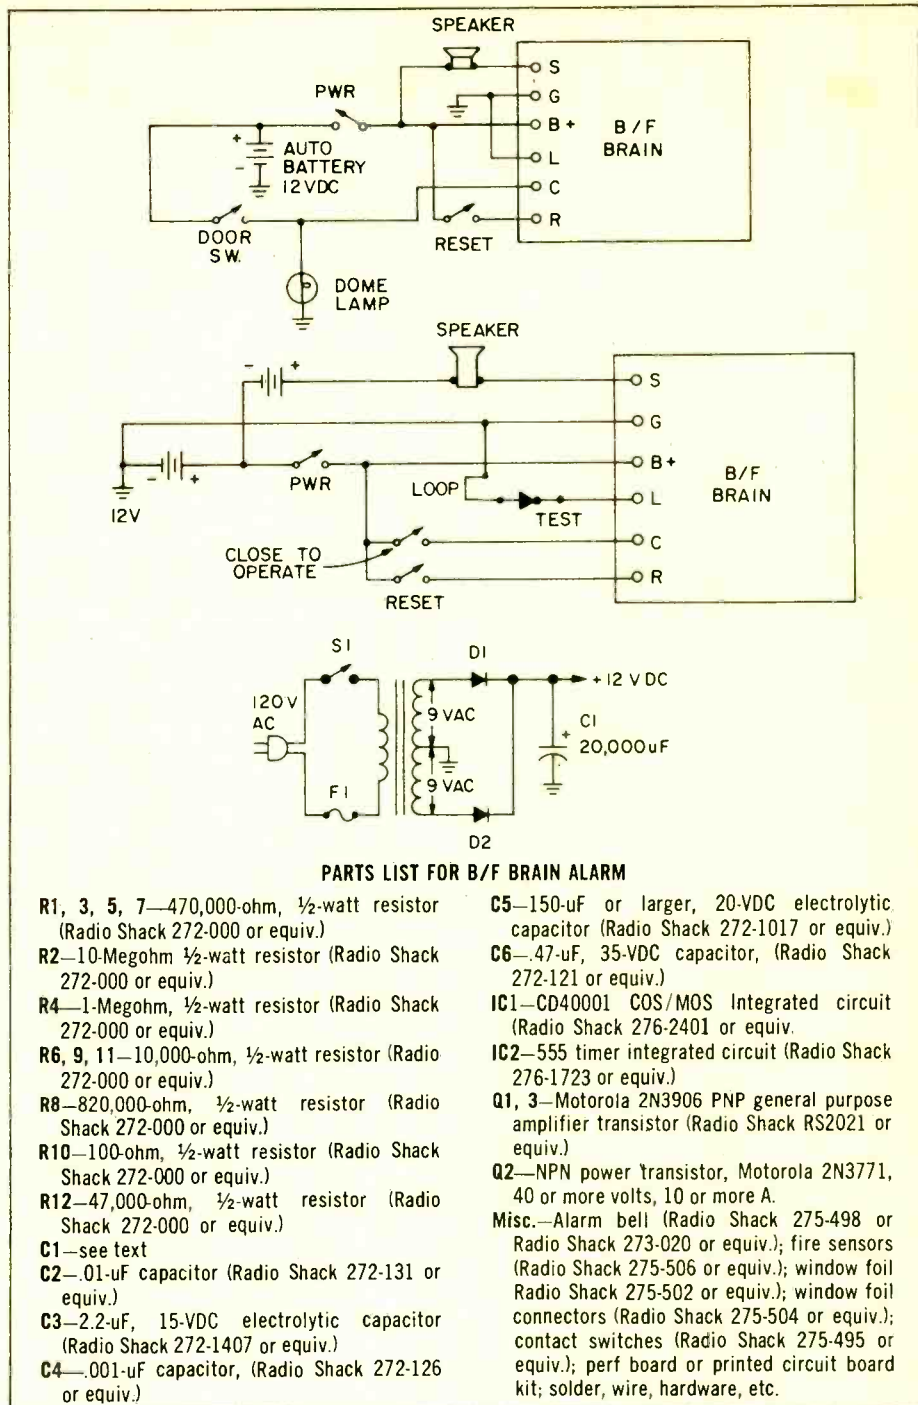 SPEAKER
S
PWR
G
B+
B/F
BRAIN
+
AUTO
BATTERY
12VDC
-
L
C
R
DOOR
SW.
RESET
DOME
LAMP
SPEAKER
- +
S
G
B+
B/F
BRAIN
- +
PWR
LOOP
L
12V
TEST
CLOSE TO
OPERATE
C
R
RESET
S1
D1
+12 VDC
120V
AC
9 VAC
C1
+
20,000uF
9 VAC
F1
D2
PARTS LIST FOR B/F BRAIN ALARM
R1, 3, 5, 7—470,000-ohm, ½-watt resistor
(Radio Shack 272-000 or equiv.)
R2—10-Megohm ½-watt resistor (Radio Shack
272-000 or equiv.)
R4—1-Megohm, ½-watt resistor (Radio Shack
272-000 or equiv.)
R6, 9, 11—10,000-ohm, ½-watt resistor (Radio
272-000 or equiv.)
R8—820,000-ohm, ½-watt resistor (Radio
Shack 272-000 or equiv.)
R10—100-ohm, ½-watt resistor (Radio Shack
Shack 272-000 or equiv.)
R12—47,000-ohm, ½-watt resistor (Radio
Shack 272-000 or equiv.)
C1—see text
C2—.01-uF capacitor (Radio Shack 272-131 or
equiv.)
C3—2.2-uF, 15-VDC electrolytic capacitor
(Radio Shack 272-1407 or equiv.)
C4—.001-uF capacitor, (Radio Shack 272-126
or equiv.)
C5—150-uF or larger, 20-VDC electrolytic
capacitor (Radio Shack 272-1017 or equiv.)
C6—.47-uF, 35-VDC capacitor, (Radio Shack
272-121 or equiv.)
IC1—CD40001 COS/MOS Integrated circuit
(Radio Shack 276-2401 or equiv.
IC2—555 timer integrated circuit (Radio Shack
276-1723 or equiv.)
Q1, 3—Motorola 2N3906 PNP general purpose
amplifier transistor (Radio Shack RS2021 or
equiv.)
Q2—NPN power transistor, Motorola 2N3771,
40 or more volts, 10 or more A.
Misc.—Alarm bell (Radio Shack 275-498 or
Radio Shack 273-020 or equiv.); fire sensors
(Radio Shack 275-506 or equiv.); window foil
Radio Shack 275-502 or equiv.); window foil
connectors (Radio Shack 275-504 or equiv.);
contact switches (Radio Shack 275-495 or
equiv.); perf board or printed circuit board
kit; solder, wire, hardware, etc.